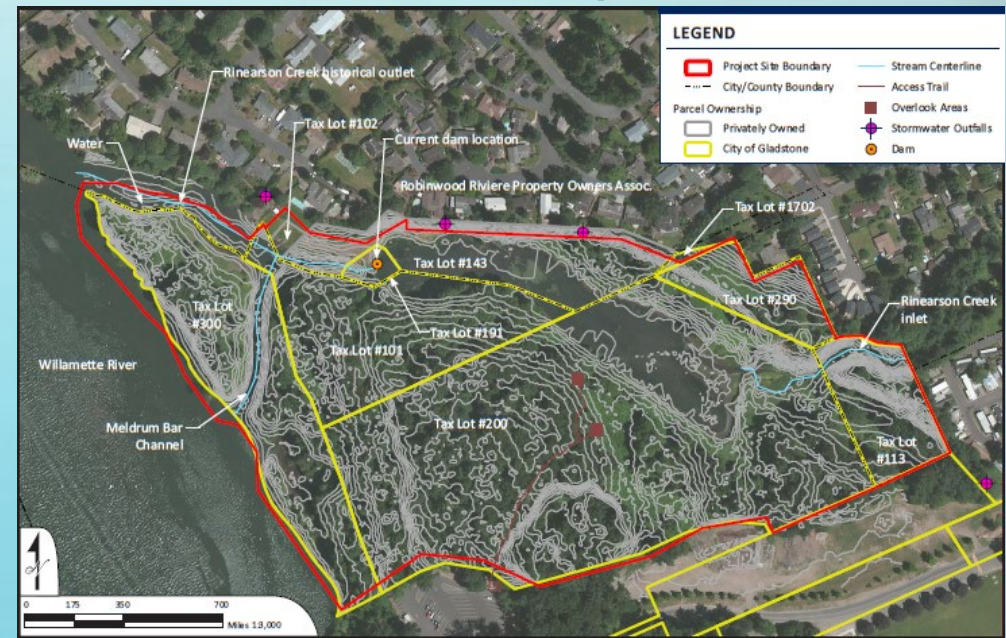 LEGEND
Project Site Boundary
City/County Boundary
Parcel Ownership
Privately Owned
City of Gladstone
Stream Centerline
Access Trail
Overlook Areas
Stormwater Outfalls
Dam
Rinearson Creek historical outlet
Tax Lot #102
Water
Current dam location
Robinwood Riviere Property Owners Assoc.
Tax Lot #1702
Tax Lot #143
Tax Lot #290
Tax Lot
#300
Tax Lot #191
Rinearson Creek
inlet
Tax Lot #101
Willamette River
Meldrum Bar
Channel
Tax Lot #200
Tax Lot
#113
N
0 175 350 700
Miles 1:3,000